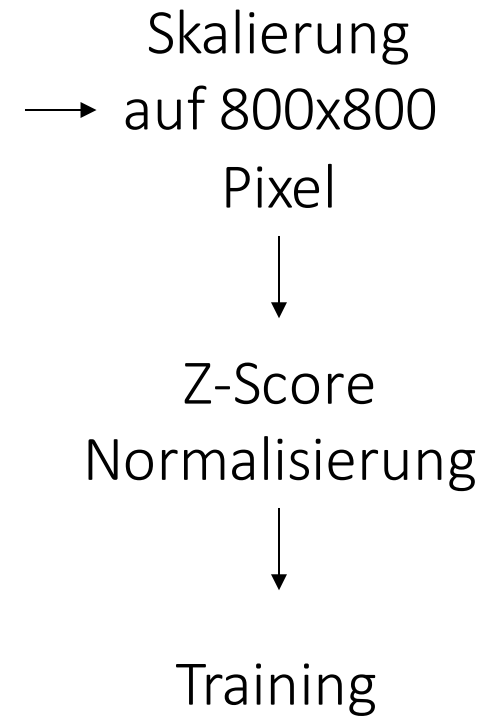 Skalierung
auf 800x800
Pixel
Z-Score
Normalisierung
Training